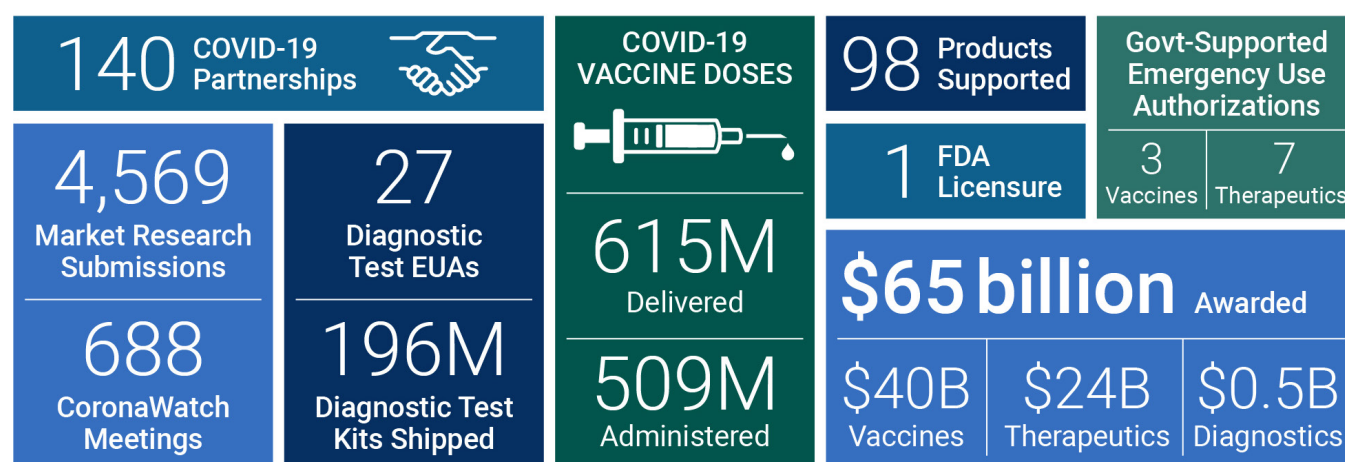 140 COVID-19
Partnerships
4,569
Market Research
Submissions
688
CoronaWatch
Meetings
27
Diagnostic
Test EUAs
196M
Diagnostic Test
Kits Shipped
COVID-19
VACCINE DOSES
615M
Delivered
509M
Administered
98 Products
Supported
1 FDA
Licensure
Govt-Supported
Emergency Use
Authorizations
3
Vaccines
7
Therapeutics
$65 billion Awarded
$40B
Vaccines
$24B
Therapeutics
$0.5B
Diagnostics